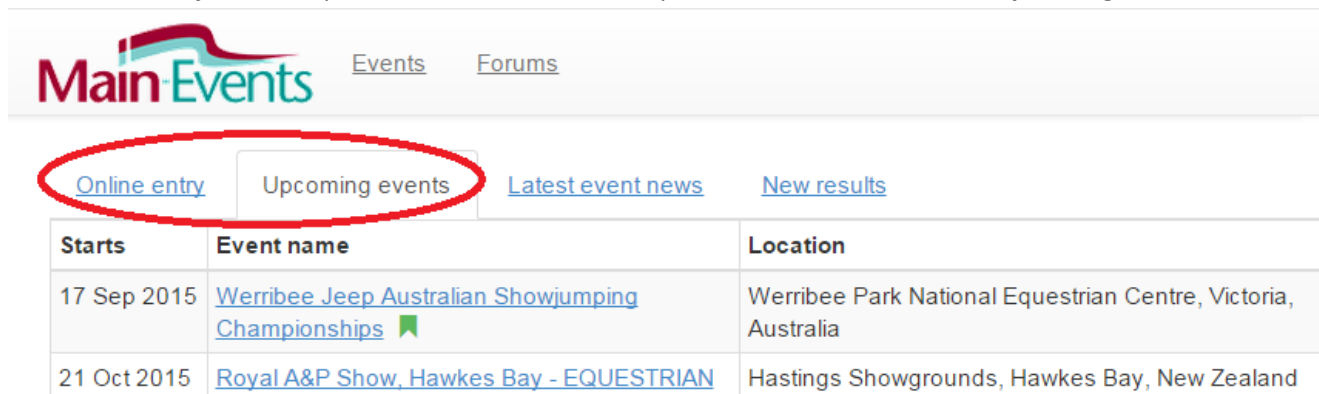 Main-Events
Events Forums
Online entry Upcoming events Latest event news New results
Starts Event name Location
17 Sep 2015 Werribee Jeep Australian Showjumping Werribee Park National Equestrian Centre, Victoria,
Championships Australia
21 Oct 2015 Royal A&P Show, Hawkes Bay - EQUESTRIAN Hastings Showgrounds, Hawkes Bay, New Zealand